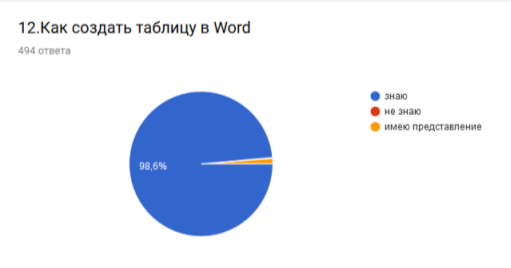 12.Как создать таблицу в Word
494 ответа
знаю
не знаю
имею представление
98,6%